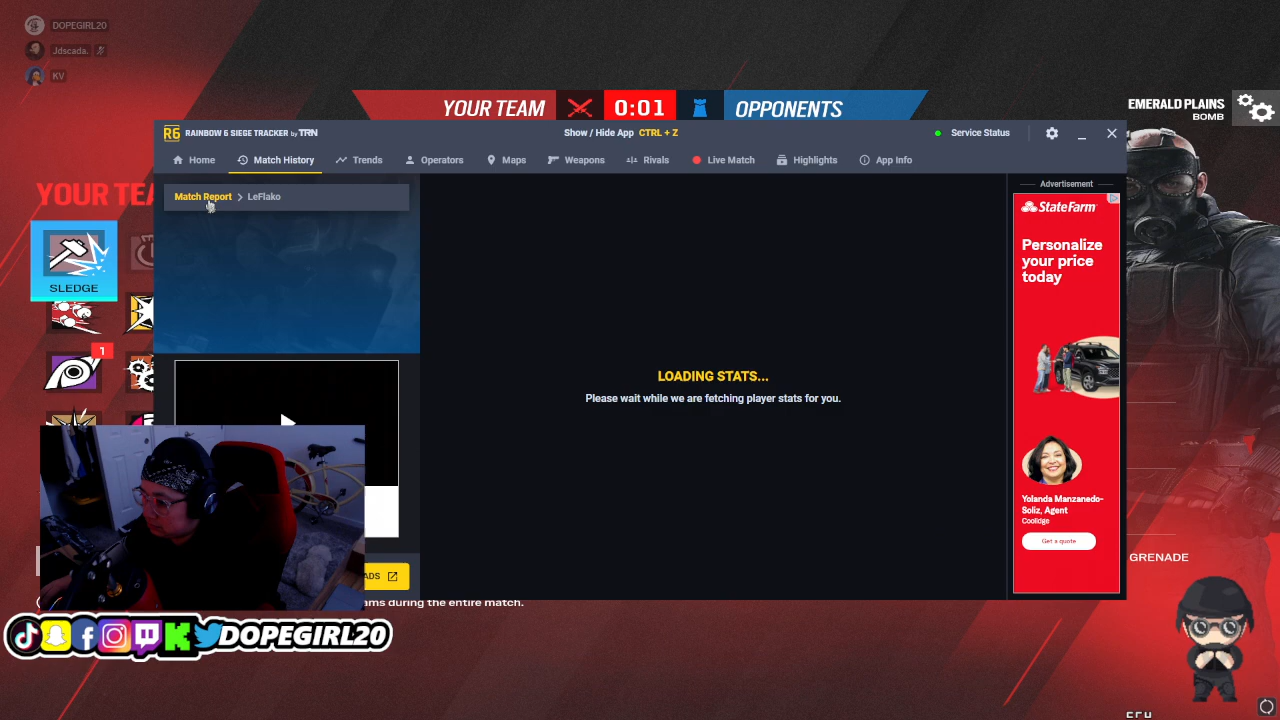 DOPEGIRL20
Jdscada.
KV
YOUR TEAM
0:01
OPPONENTS
EMERALD PLAINS
BOMB
R6 RAINBOW 6 SIEGE TRACKER by TRN
Show / Hide App CTRL + Z
Service Status
Home
Match History
Trends
Operators
Maps
Weapons
Rivals
Live Match
Highlights
App Info
YOUR TEA
Match Report > LeFlako
Advertisement
StateFarm
Personalize
your price
today
SLEDGE
1
LOADING STATS...
Please wait while we are fetching player stats for you.
Yolanda Manzanedo-
Soliz, Agent
Coolidge
Get a quote
GRENADE
ADS
ams during the entire match.
DOPEGIRL20